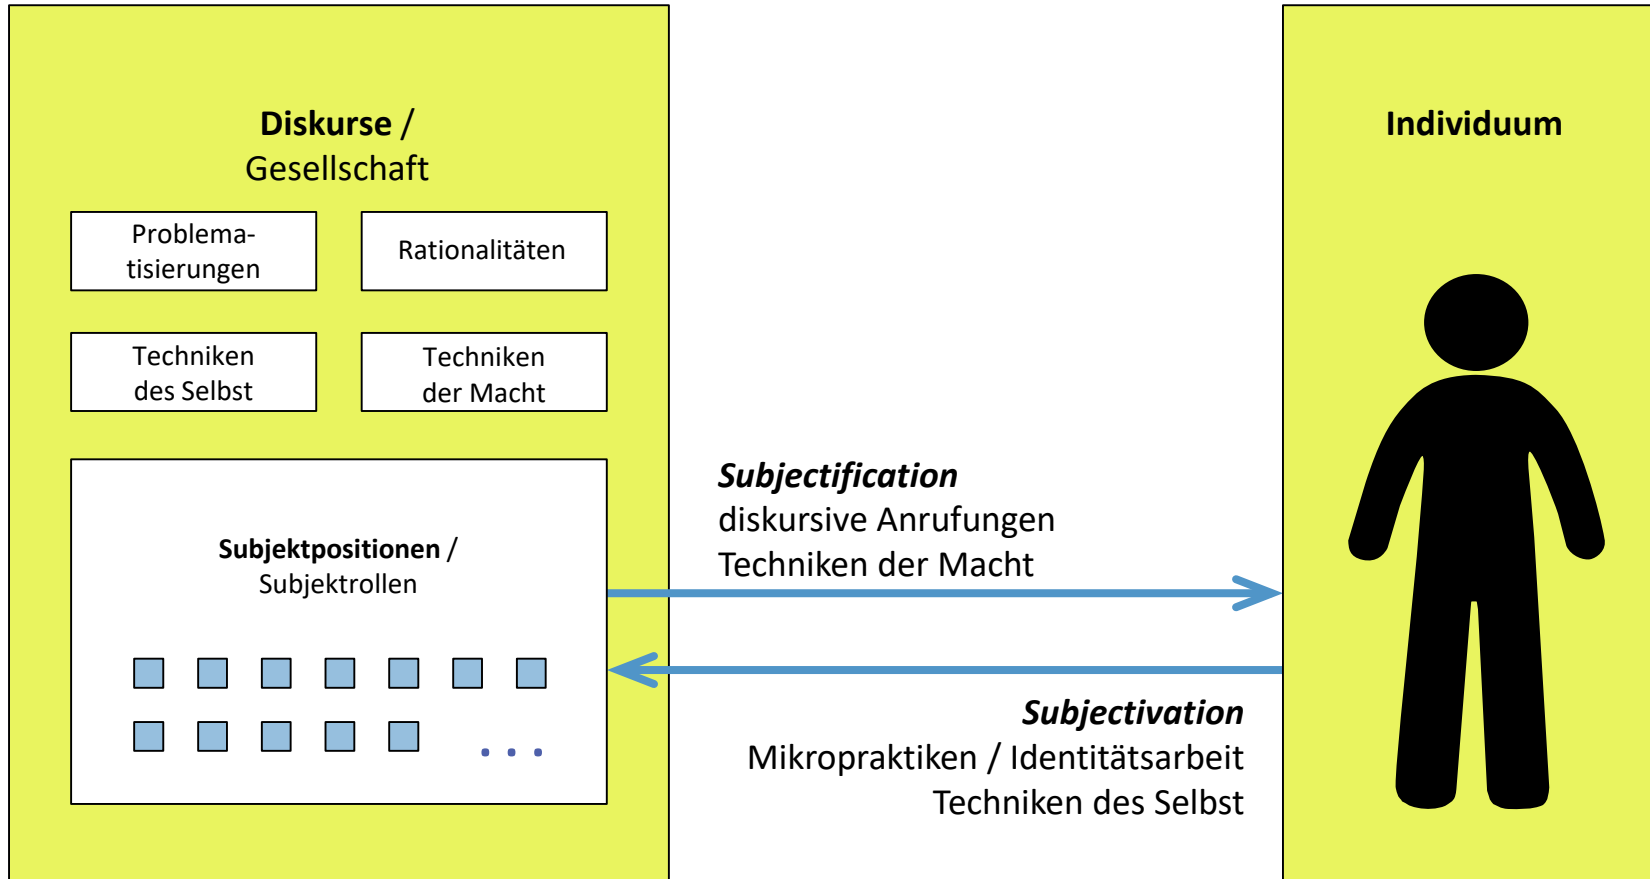 Diskurse /
Gesellschaft
Problema-
tisierungen
Rationalitäten
Techniken
des Selbst
Techniken
der Macht
Subjektpositionen /
Subjektrollen
. . .
Subjectification
diskursive Anrufungen
Techniken der Macht
Subjectivation
Mikropraktiken / Identitätsarbeit
Techniken des Selbst
Individuum